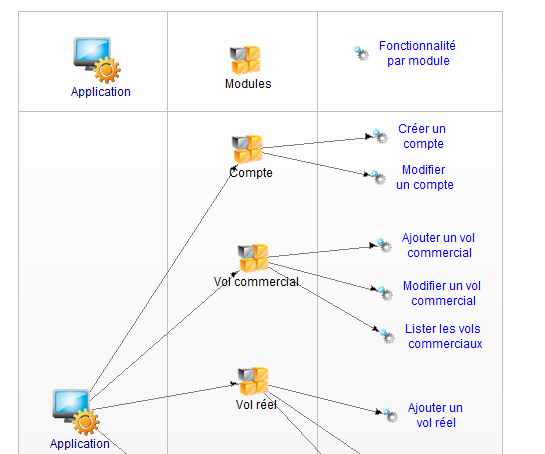 Application
Modules
Fonctionnalité
par module
Compte
Créer un
compte
Modifier
un compte
Vol commercial
Ajouter un vol
commercial
Modifier un vol
commercial
Lister les vols
commerciaux
Vol réel
Ajouter un
vol réel
Application